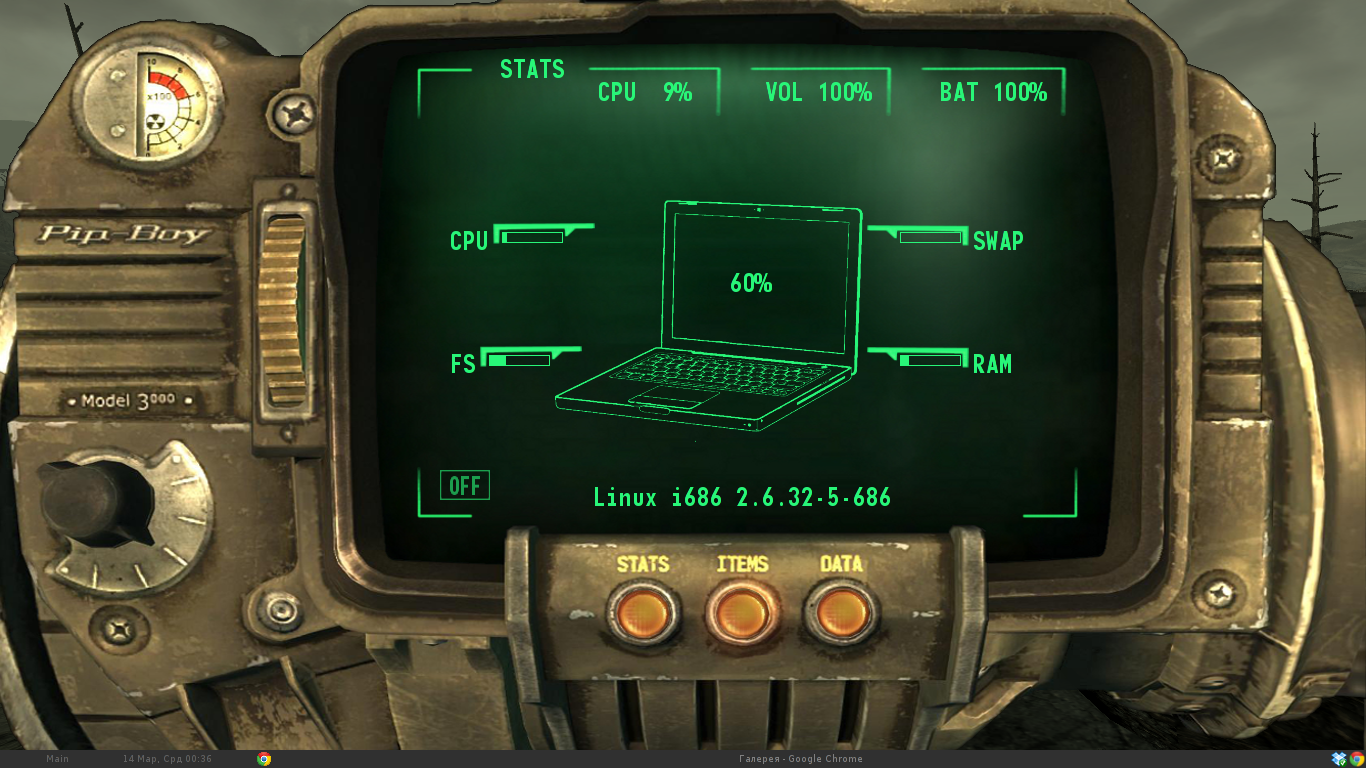 STATS
CPU 9%
VOL 100%
BAT 100%
10
x100
Pip-Boy
CPU
SWAP
60%
FS
RAM
• Model 3000 •
OFF
Linux i686 2.6.32-5-686
STATS ITEMS DATA
Main
14 Мар, Срд 00:36
Галерея - Google Chrome